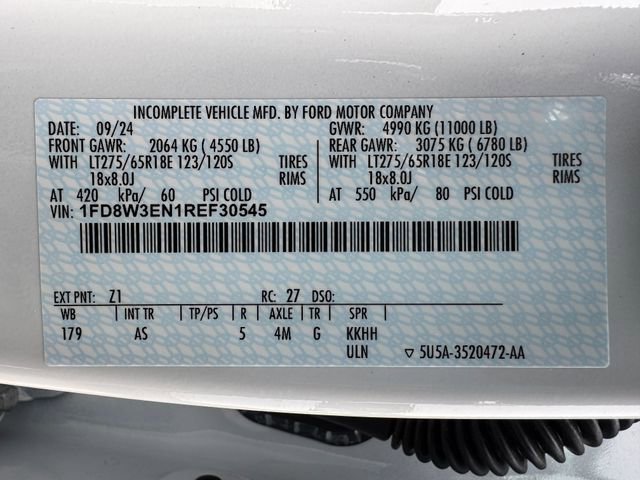 INCOMPLETE VEHICLE MFD. BY FORD MOTOR COMPANY
DATE: 09/24 GVWR: 4990 KG (11000 LB)
FRONT GAWR: 2064 KG ( 4550 LB) REAR GAWR: 3075 KG ( 6780 LB)
WITH LT275/65R18E 123/120S TIRES WITH LT275/65R18E 123/120S TIRES
18x8.0J RIMS 18x8.0J RIMS
AT 420 kPa/ 60 PSI COLD AT 550 kPa/ 80 PSI COLD
VIN: 1FD8W3EN1REF30545
EXT PNT: Z1 RC: 27 DSO:
WB INT TR TP/PS R AXLE TR SPR
179 AS 5 4M G KKHH
ULN ▽ 5U5A-3520472-AA